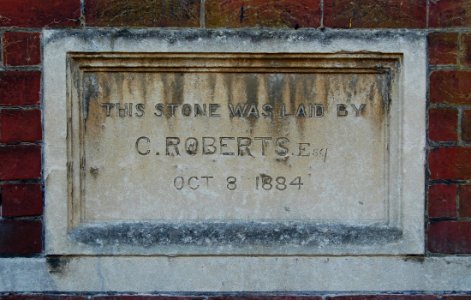 THIS STONE WAS LAID BY
C. ROBERTS. Esq
OCT 8 1884